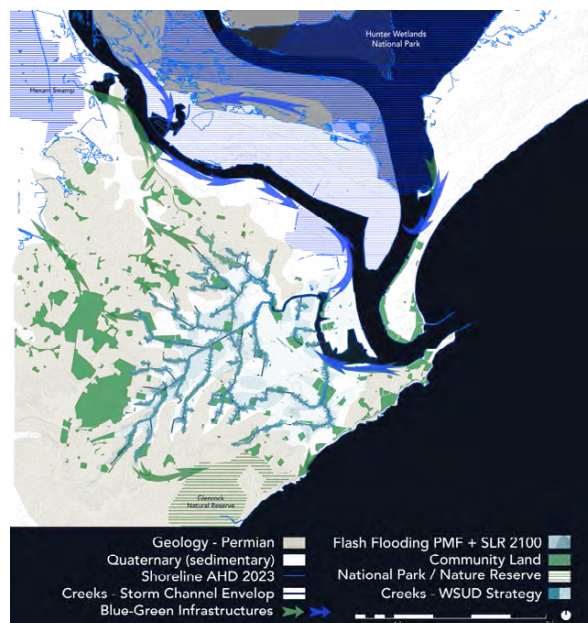 Hunter Wetlands
National Park
Hexam Swamp
Glenrock
Natural Reserve
Geology - Permian
Quaternary (sedimentary)
Shoreline AHD 2023
Creeks - Storm Channel Envelop
Blue-Green Infrastructures
Flash Flooding PMF + SLR 2100
Community Land
National Park / Nature Reserve
Creeks - WSUD Strategy